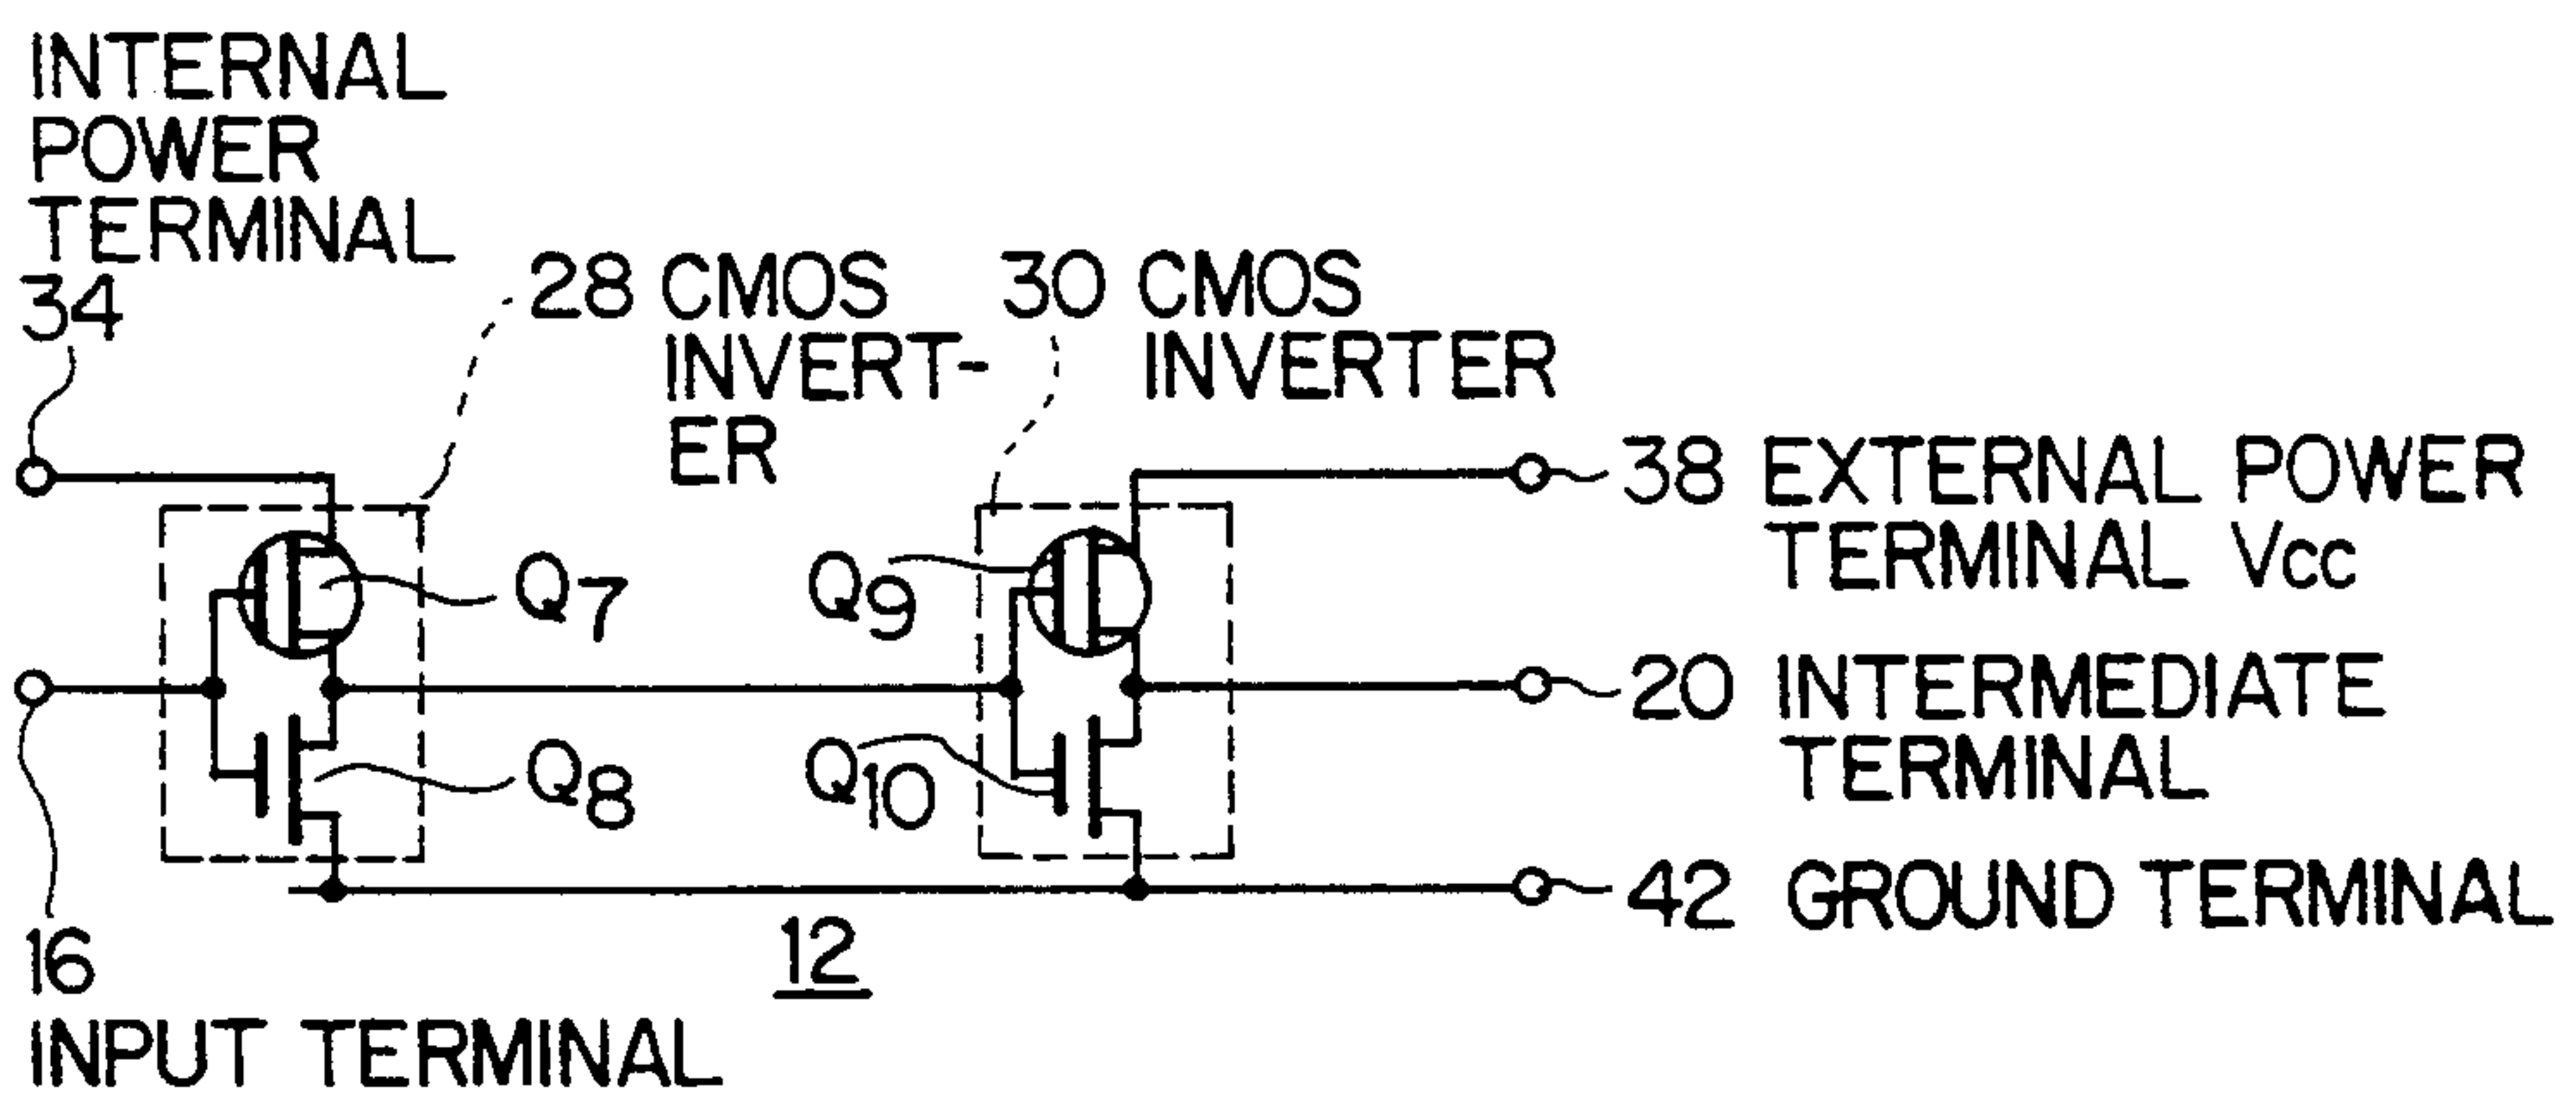 INTERNAL
POWER
TERMINAL
34
28 CMOS
INVERT-
ER
30 CMOS
INVERTER
38 EXTERNAL POWER
TERMINAL Vcc
Q7
Q9
20 INTERMEDIATE
TERMINAL
Q8
Q10
42 GROUND TERMINAL
12
16
INPUT TERMINAL